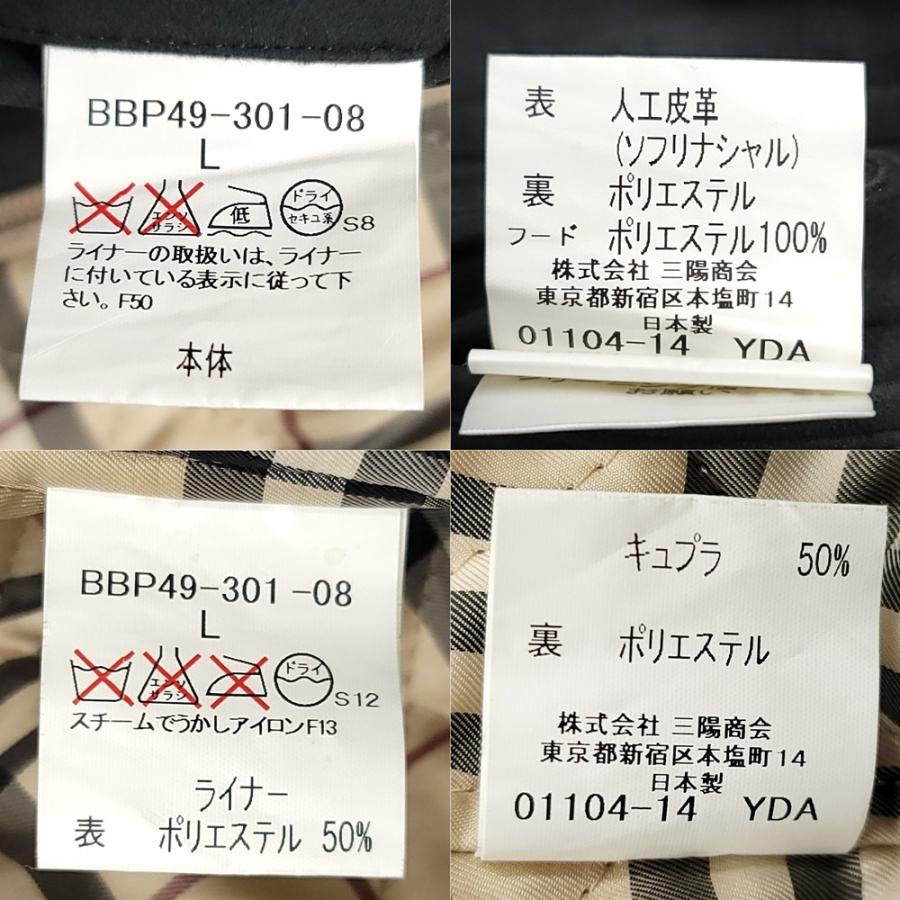 BBP49-301-08
L
エンソ
サラシ
低
ドライ
セキユ系
S8
ライナーの取扱いは、ライナー
に付いている表示に従って下
さい。F50
本体
表 人工皮革
(ソフリナシャル)
裏 ポリエステル
フード ポリエステル100%
株式会社 三陽商会
東京都新宿区本塩町14
日本製
01104-14 YDA
BBP49-301-08
L
エンソ
サラシ
ドライ
S12
スチームでうかしアイロンF13
ライナー
表 ポリエステル 50%
キュプラ 50%
裏 ポリエステル
株式会社 三陽商会
東京都新宿区本塩町14
日本製
01104-14 YDA